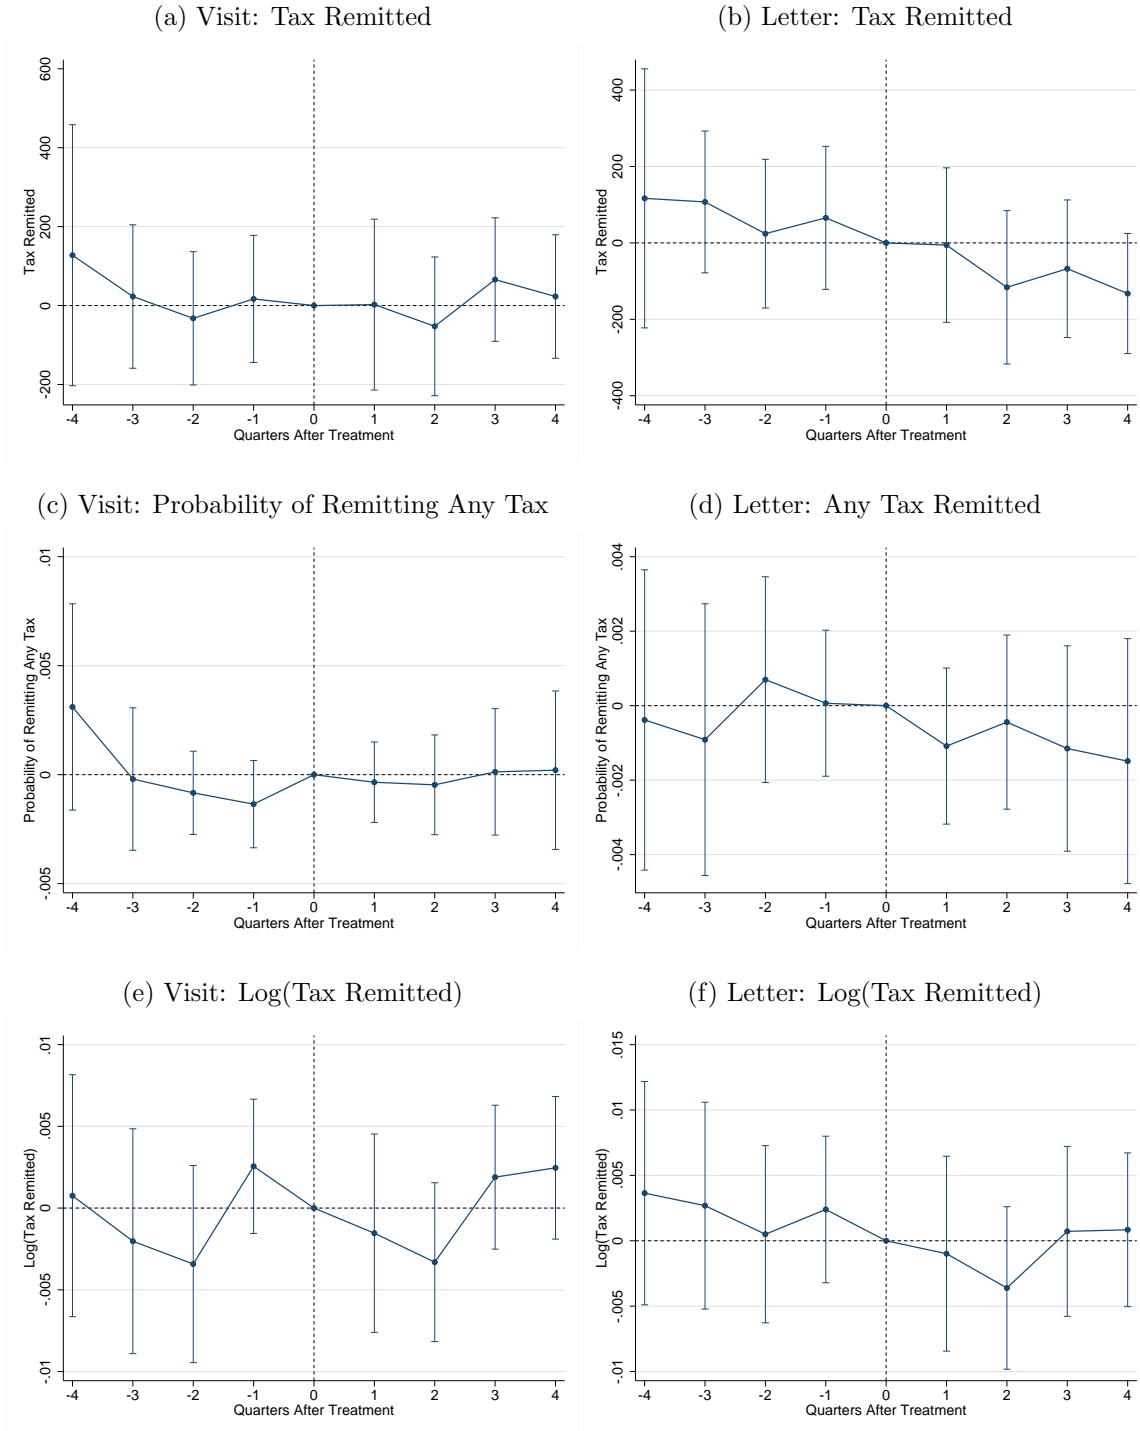 (a) Visit: Tax Remitted
600
400
200
0
-200
Tax Remitted
-4 -3 -2 -1 0 1 2 3 4
Quarters After Treatment
(b) Letter: Tax Remitted
400
200
0
-200
-400
Tax Remitted
-4 -3 -2 -1 0 1 2 3 4
Quarters After Treatment
(c) Visit: Probability of Remitting Any Tax
.01
.005
0
-.005
Probability of Remitting Any Tax
-4 -3 -2 -1 0 1 2 3 4
Quarters After Treatment
(d) Letter: Any Tax Remitted
.004
.002
0
-.002
-.004
Probability of Remitting Any Tax
-4 -3 -2 -1 0 1 2 3 4
Quarters After Treatment
(e) Visit: Log(Tax Remitted)
.01
.005
0
-.005
-.01
Log(Tax Remitted)
-4 -3 -2 -1 0 1 2 3 4
Quarters After Treatment
(f) Letter: Log(Tax Remitted)
.015
.01
.005
0
-.005
-.01
Log(Tax Remitted)
-4 -3 -2 -1 0 1 2 3 4
Quarters After Treatment